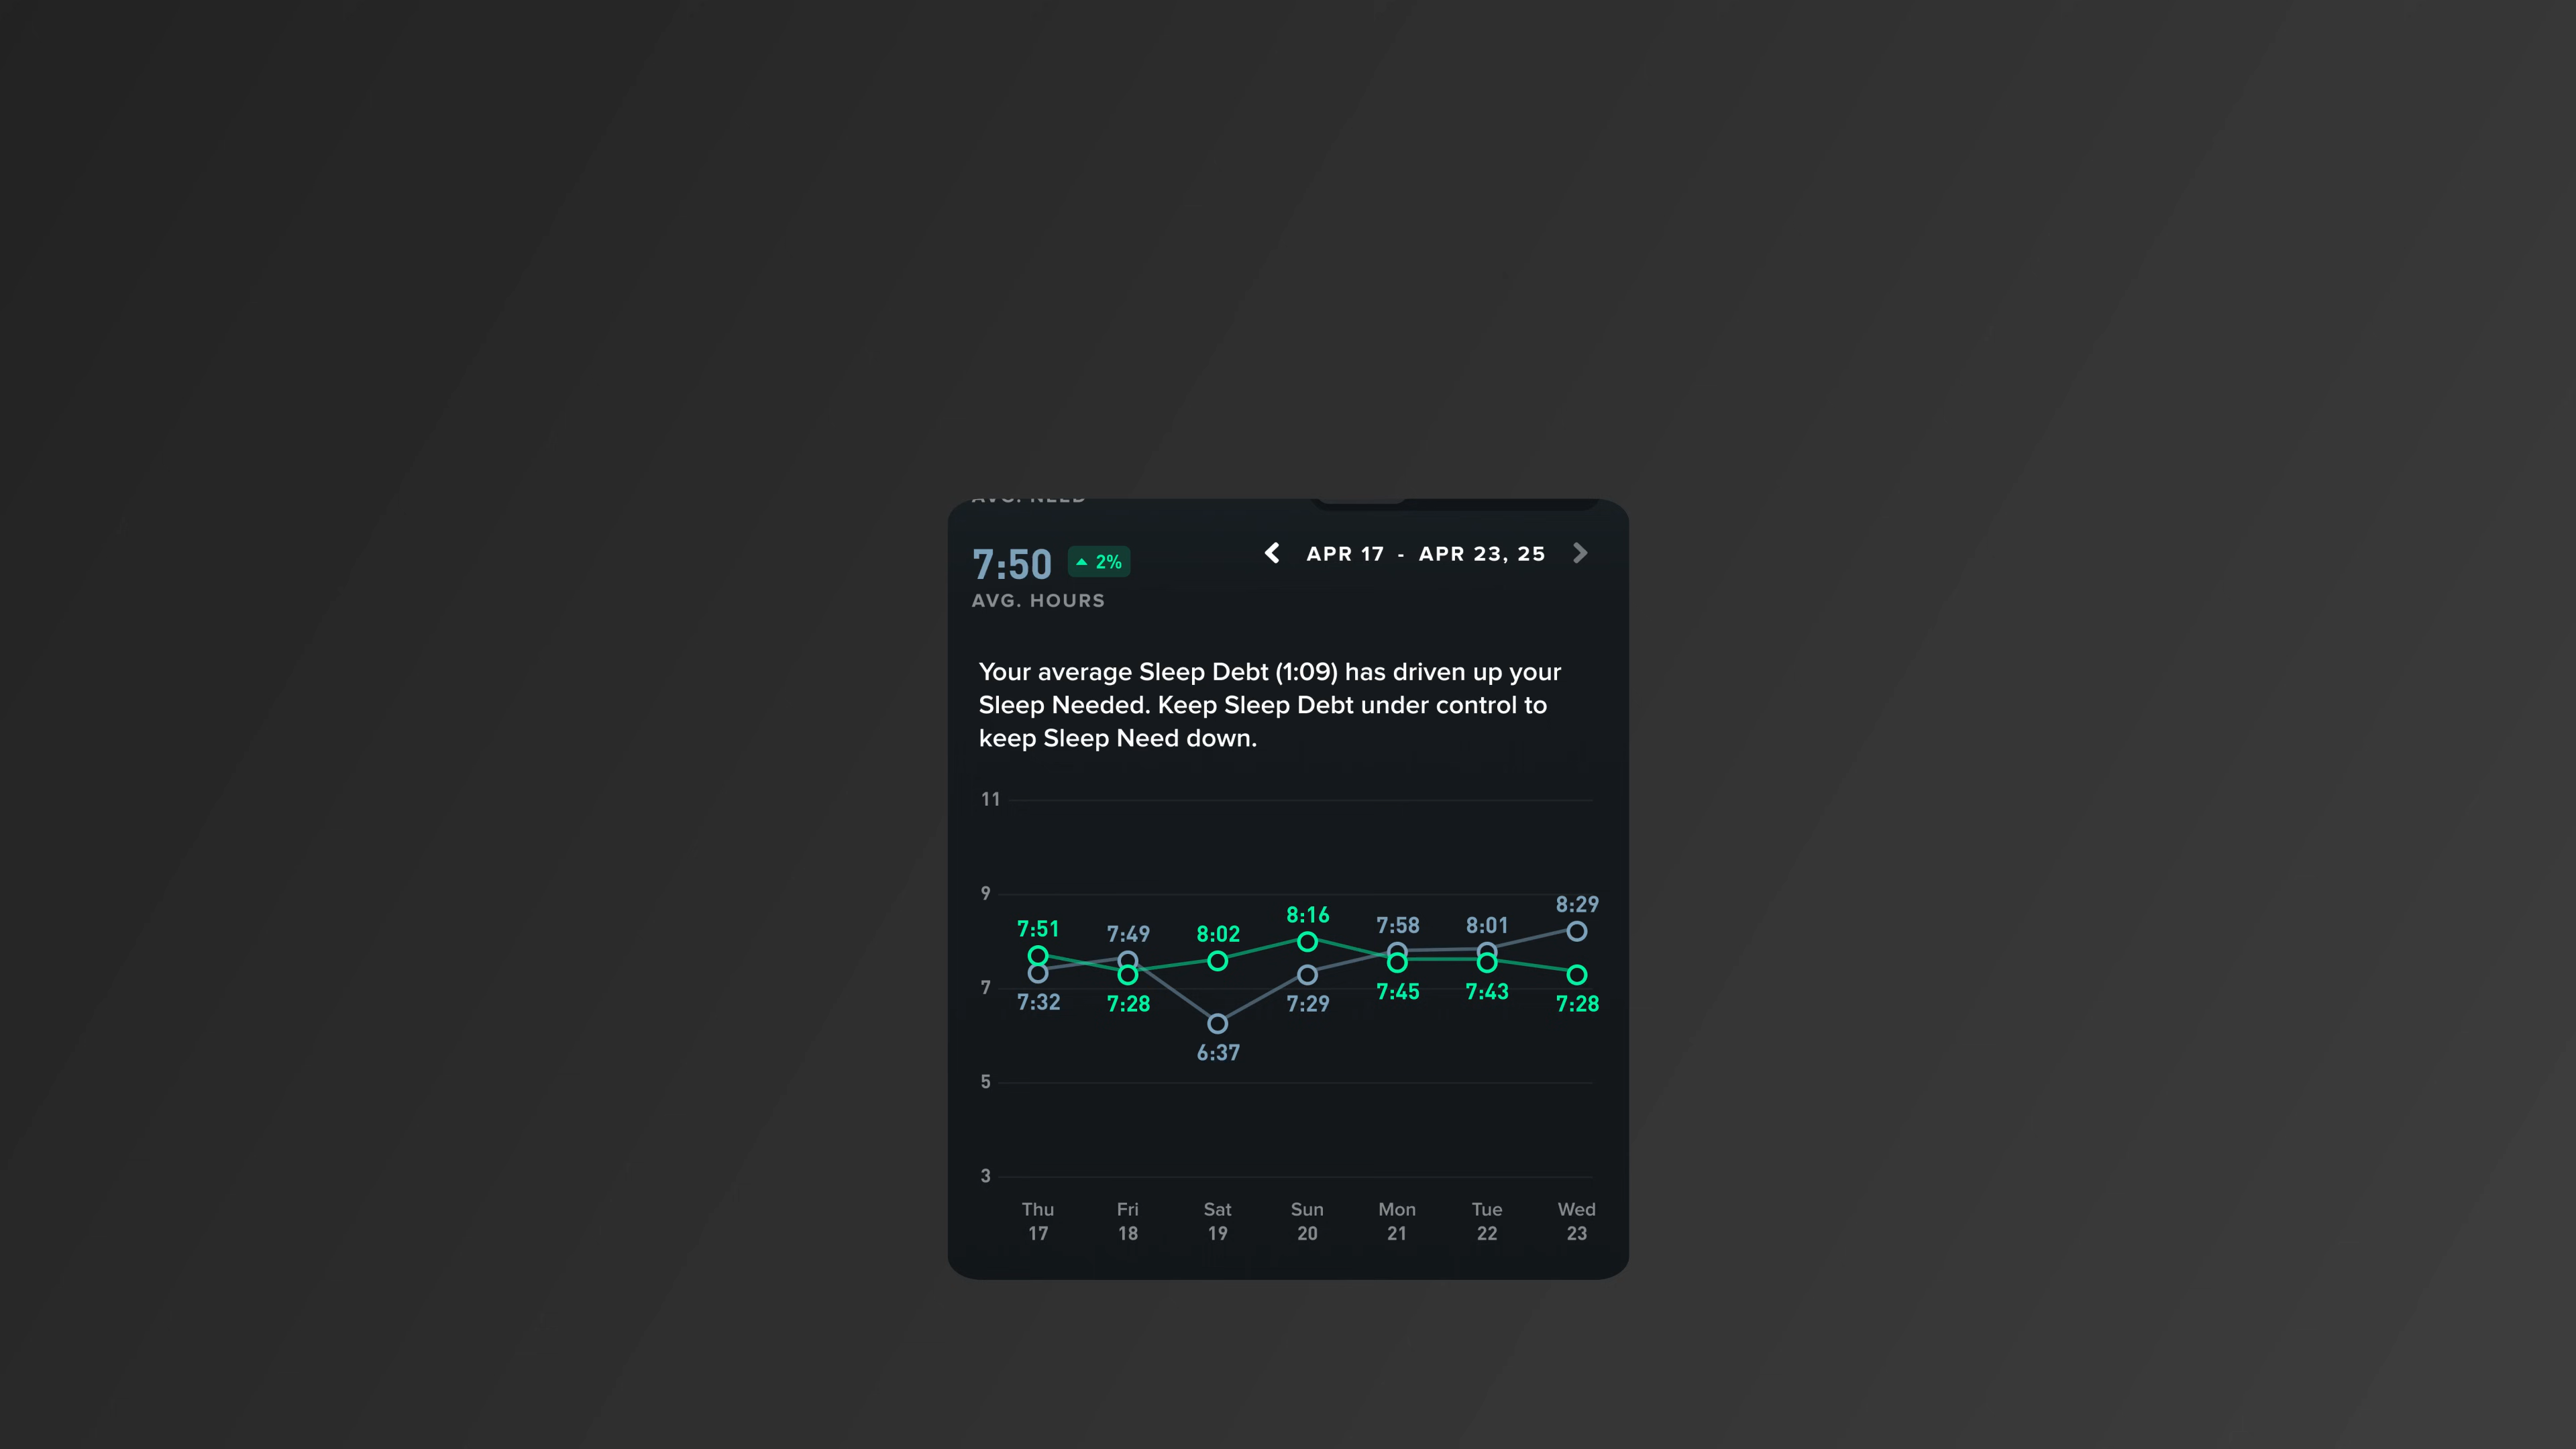 AVG. NEED
7:50 2%
AVG. HOURS
APR 17 - APR 23, 25
Your average Sleep Debt (1:09) has driven up your
Sleep Needed. Keep Sleep Debt under control to
keep Sleep Need down.
11
9
7
5
3
7:51 7:49 8:02 8:16 7:58 8:01 8:29
7:32 7:28 6:37 7:29 7:45 7:43 7:28
Thu Fri Sat Sun Mon Tue Wed
17 18 19 20 21 22 23